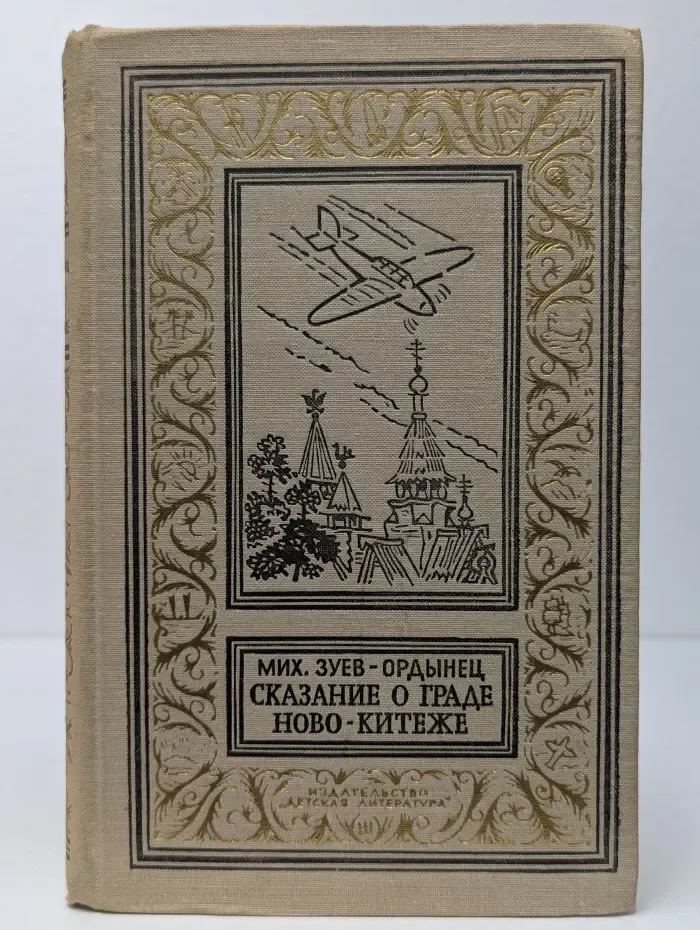 МИХ. ЗУЕВ-ОРДЫНЕЦ
СКАЗАНИЕ О ГРАДЕ
НОВО-КИТЕЖЕ
ИЗДАТЕЛЬСТВО
"ДЕТСКАЯ ЛИТЕРАТУРА"